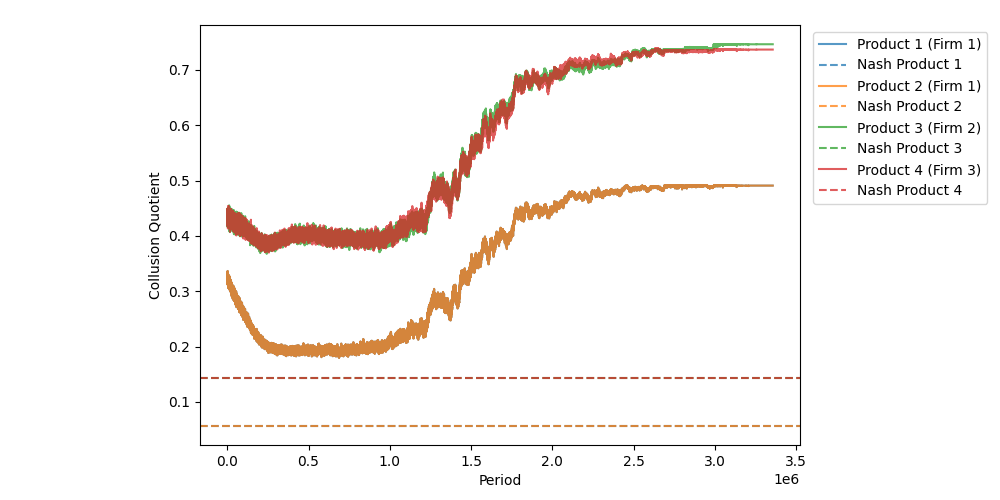 0.7
0.6
0.5
0.4
0.3
0.2
0.1
Collusion Quotient
0.0 0.5 1.0 1.5 2.0 2.5 3.0 3.5
1e6
Period
Product 1 (Firm 1)
Nash Product 1
Product 2 (Firm 1)
Nash Product 2
Product 3 (Firm 2)
Nash Product 3
Product 4 (Firm 3)
Nash Product 4